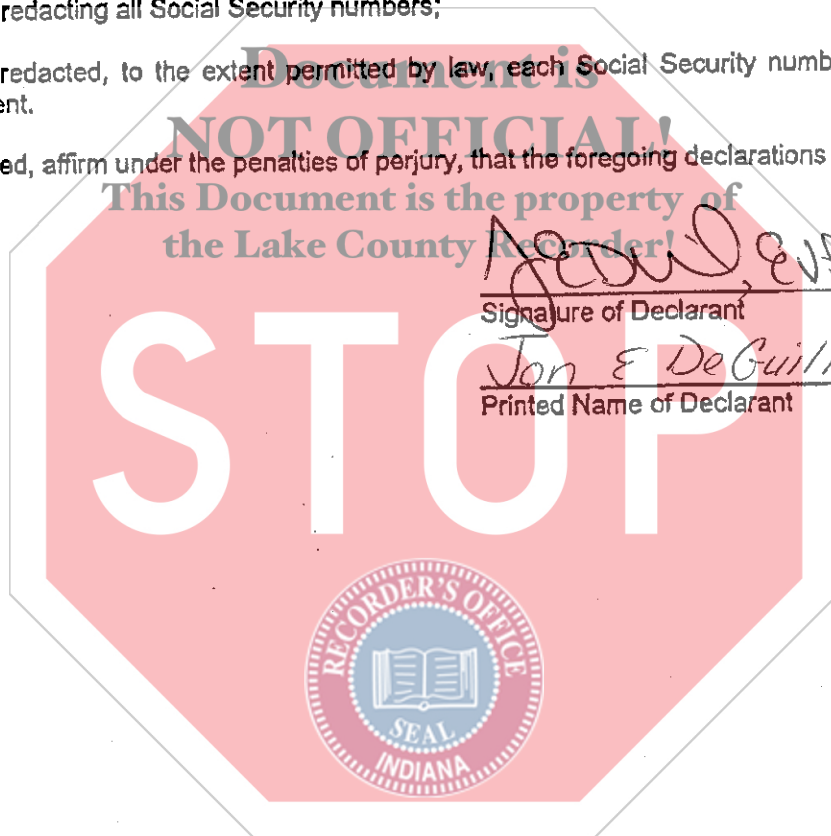 redacting all Social Security numbers;
Document is
redacted, to the extent permitted by law, each Social Security numb
ent.
NOT OFFICIAL!
ed, affirm under the penalties of perjury, that the foregoing declarations
This Document is the property of
the Lake County Recorder!
Signature of Declarant
Jon E DeGuil
Printed Name of Declarant
STOP
RECORDER'S OFFICE
SEAL
INDIANA